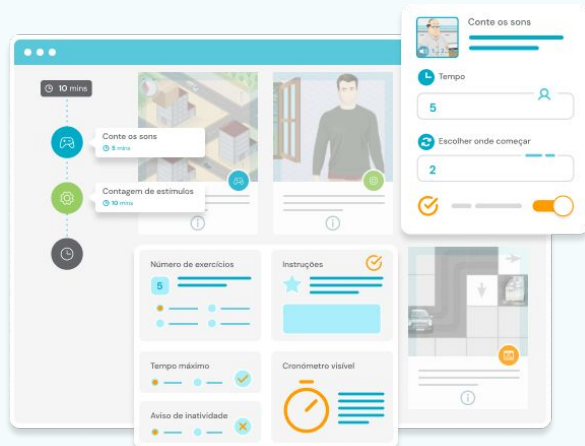 10 mins
Conte os sons
5 mins
Contagem de estímulos
10 mins
Conte os sons
Tempo
5
Escolher onde começar
2
Número de exercícios
5
Instruções
Tempo máximo
Cronómetro visível
Aviso de inatividade